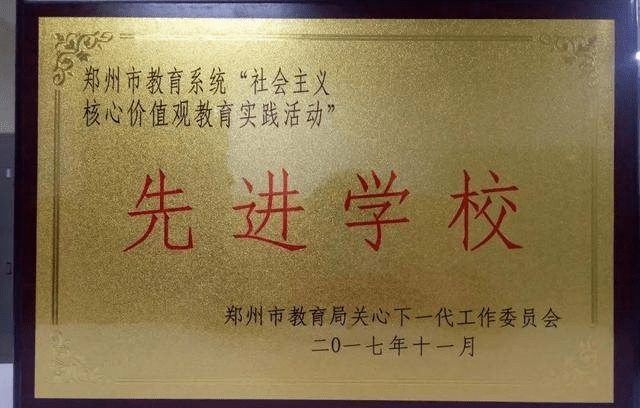 郑州市教育系统“社会主义
核心价值观教育实践活动”
先进学校
郑州市教育局关心下一代工作委员会
二0一七年十一月